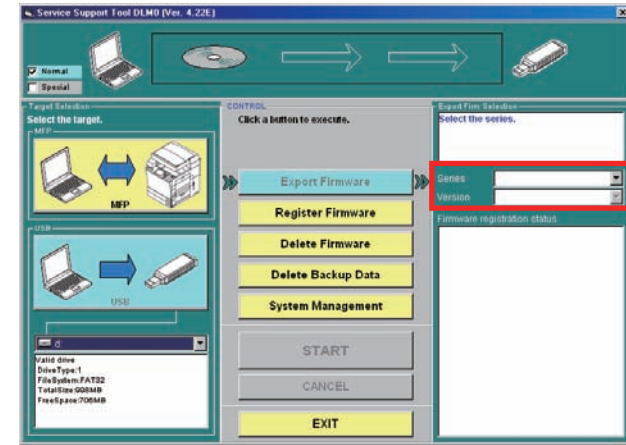 Service Support Tool DLM0 [Ver. 4.22E]
Normal
Special
Target Selection
Select the target.
MFP
MFP
USB
USB
d:
Valid drive
DriveType:1
FileSystem:FAT32
TotalSize:998MB
FreeSpace:706MB
CONTROL
Click a button to execute.
Export Firmware
Register Firmware
Delete Firmware
Delete Backup Data
System Management
START
CANCEL
EXIT
Export Firm Selection
Select the series.
Series
Version
Firmware registration status